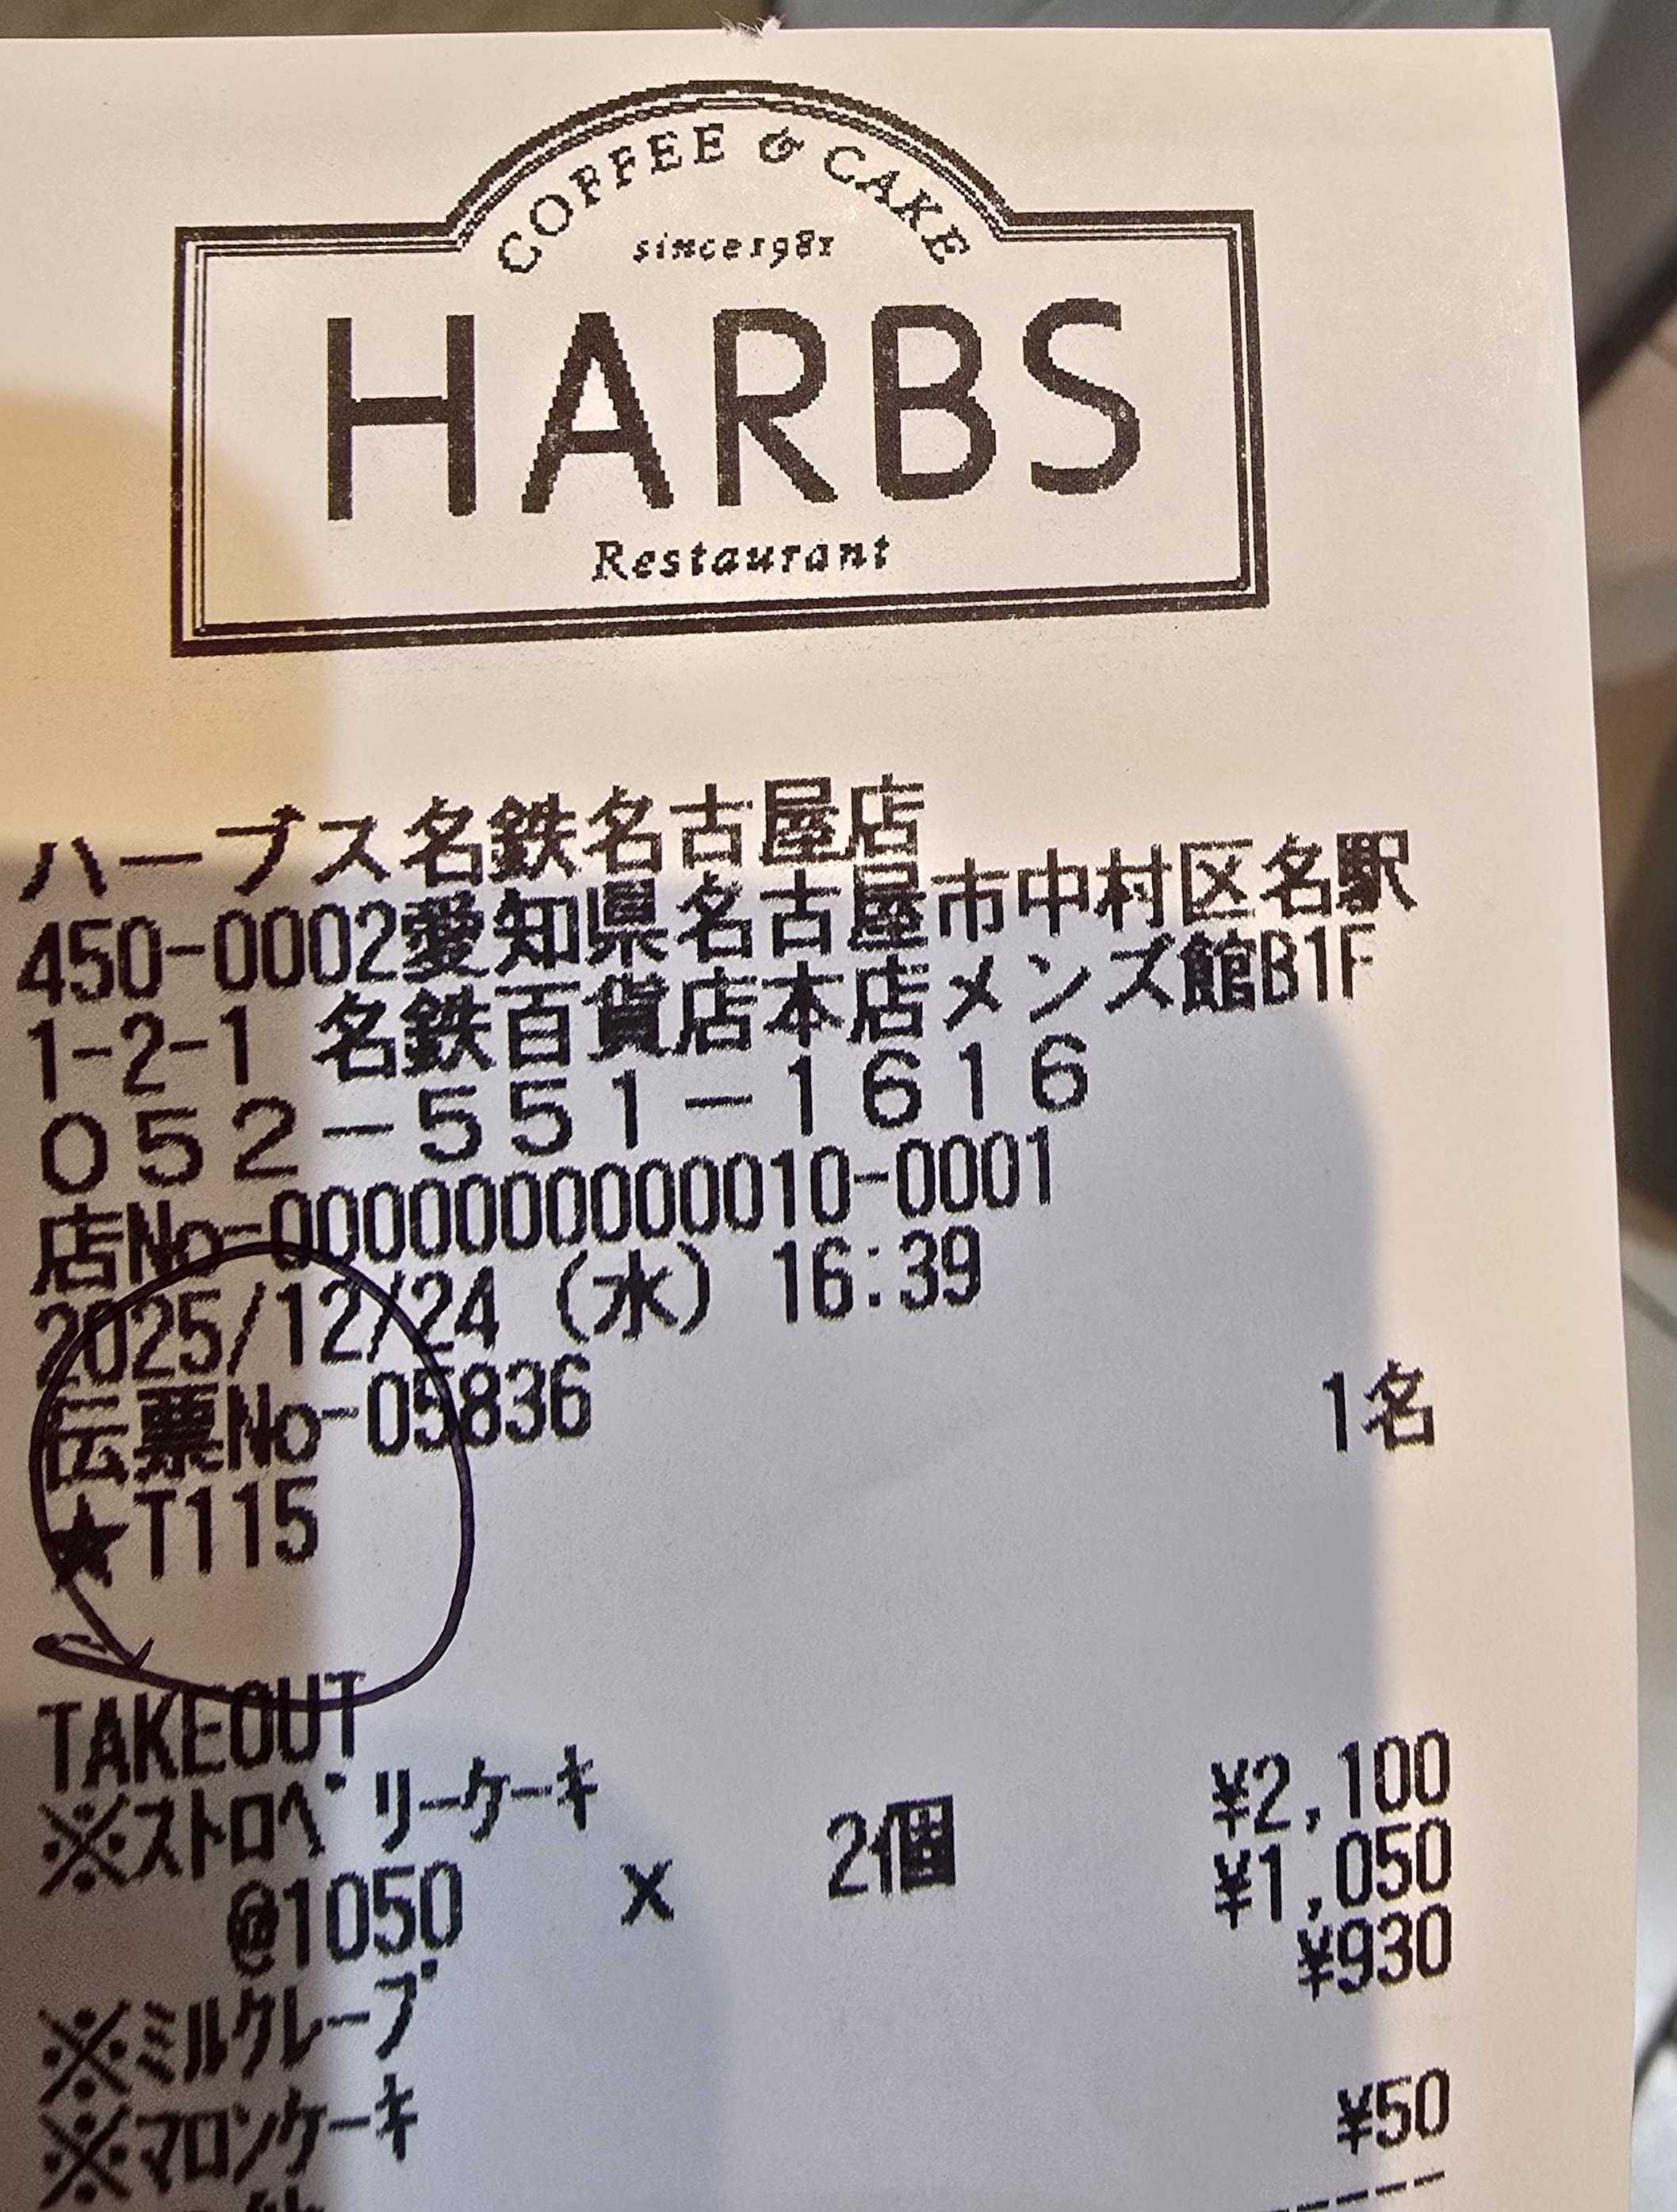 COFFEE & CAKE
since1981
HARBS
Restaurant
ハーブス名鉄名古屋店
450-0002愛知県名古屋市中村区名駅
1-2-1 名鉄百貨店本店メンズ館B1F
052-551-1616
店No-0000000000010-0001
2025/12/24 (水) 16:39
伝票No-05836 1名
★T115
TAKEOUT
※ストロベリーケーキ ¥2,100
@1050 x 2個
※ミルクレープ ¥1,050
※マロンケーキ ¥930
¥50